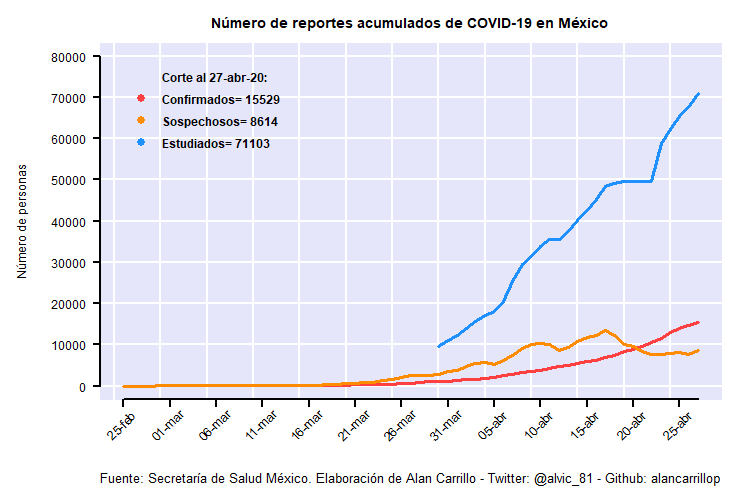 Número de reportes acumulados de COVID-19 en México
Número de personas
80000
70000
60000
50000
40000
30000
20000
10000
0
Corte al 27-abr-20:
Confirmados= 15529
Sospechosos= 8614
Estudiados= 71103
25-feb
01-mar
06-mar
11-mar
16-mar
21-mar
26-mar
31-mar
05-abr
10-abr
15-abr
20-abr
25-abr
Fuente: Secretaría de Salud México. Elaboración de Alan Carrillo - Twitter: @alvic_81 - Github: alancarrillop